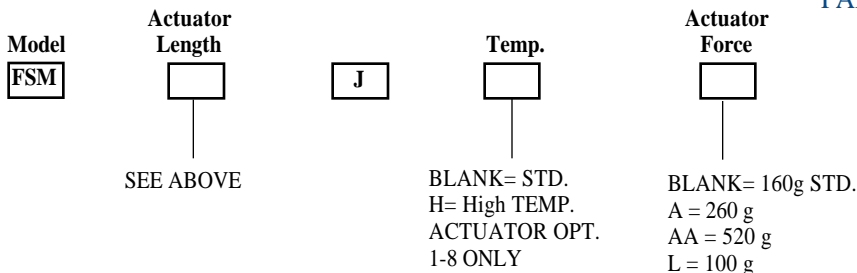 Actuator Actuator
Model Length Temp. Force
FSM J
SEE ABOVE
BLANK= STD.
H= High TEMP.
ACTUATOR OPT.
1-8 ONLY
BLANK= 160g STD.
A = 260 g
AA = 520 g
L = 100 g